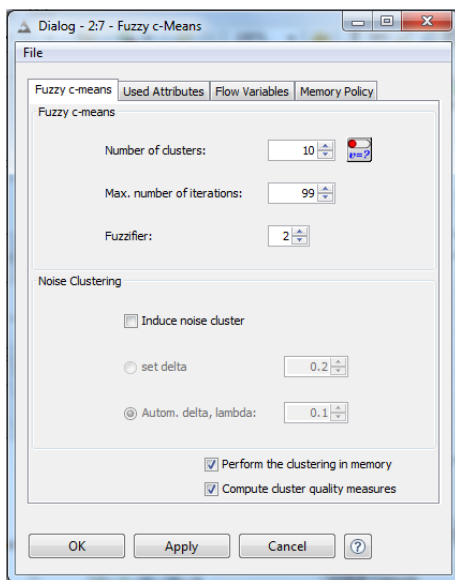 Dialog - 2:7 - Fuzzy c-Means
File
Fuzzy c-means Used Attributes Flow Variables Memory Policy
Fuzzy c-means
Number of clusters: 10 v=?
Max. number of iterations: 99
Fuzzifier: 2
Noise Clustering
Induce noise cluster
set delta 0.2
Autom. delta, lambda: 0.1
Perform the clustering in memory
Compute cluster quality measures
OK Apply Cancel ?